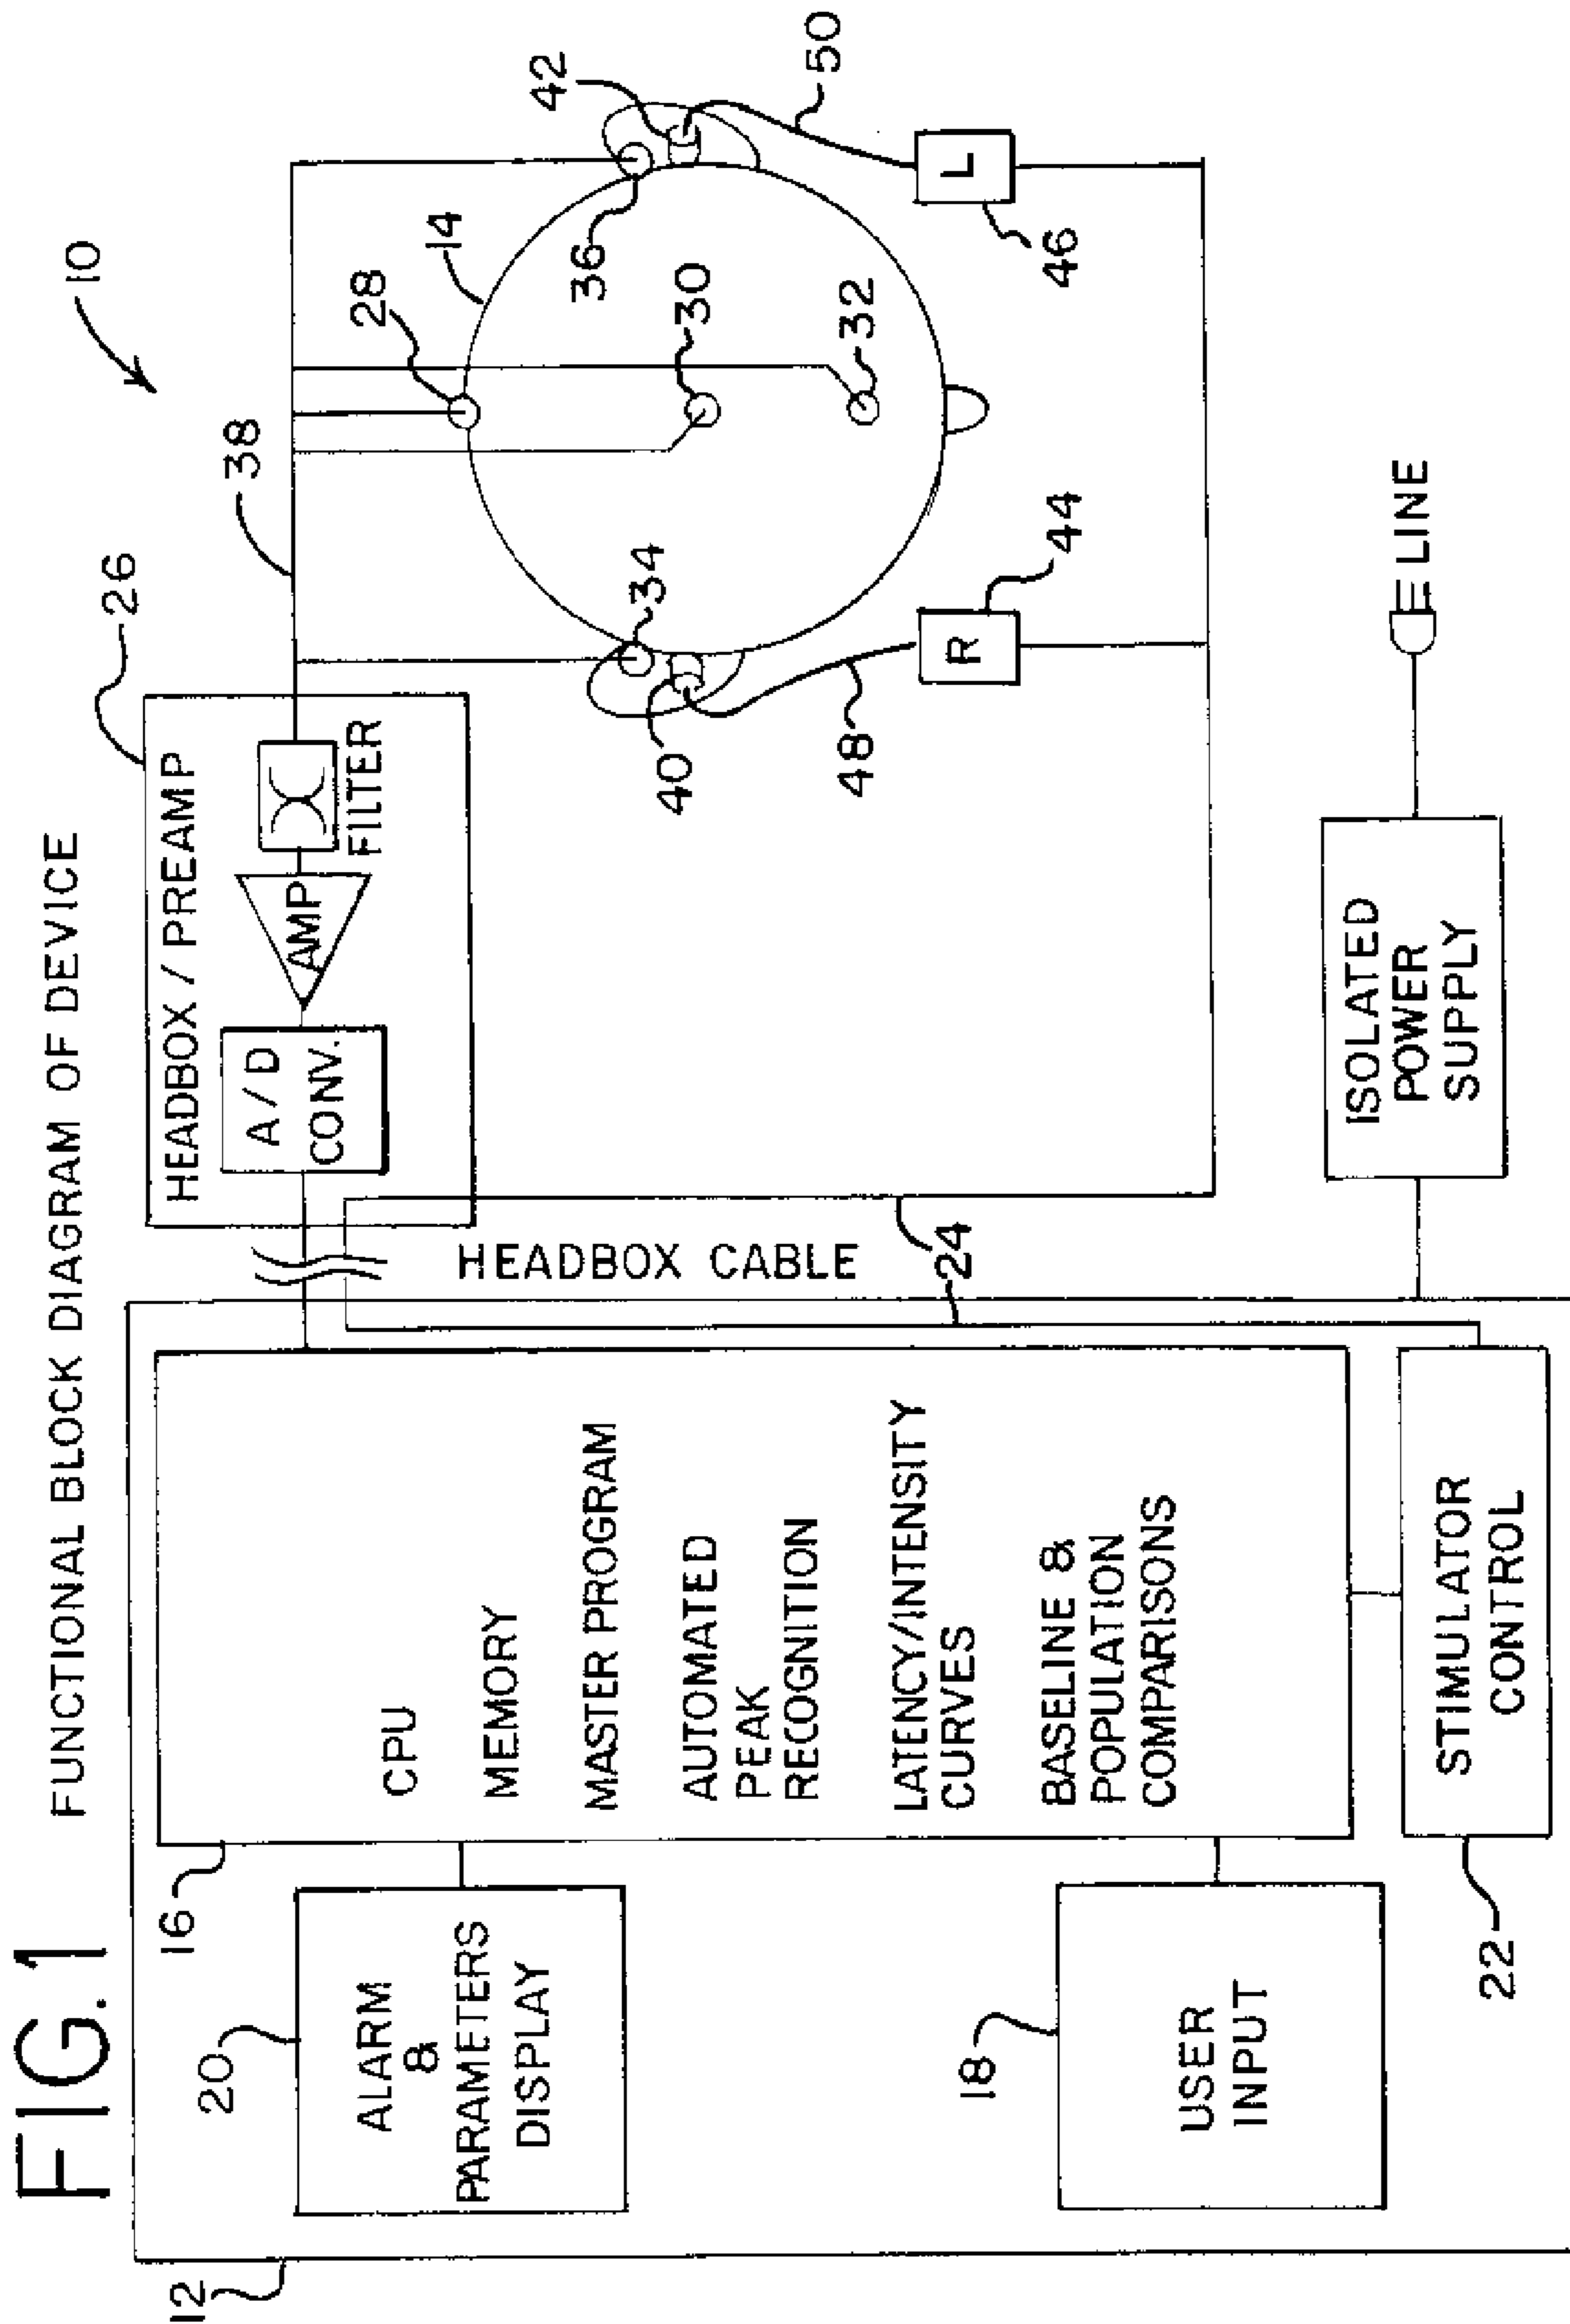 FIG. 1
FUNCTIONAL BLOCK DIAGRAM OF DEVICE
10
12
20
ALARM
&
PARAMETERS
DISPLAY
18
USER
INPUT
16
CPU
MEMORY
MASTER PROGRAM
AUTOMATED
PEAK
RECOGNITION
LATENCY/INTENSITY
CURVES
BASELINE &
POPULATION
COMPARISONS
22
STIMULATOR
CONTROL
HEADBOX CABLE
24
26
HEADBOX / PREAMP
A/D
CONV.
AMP
FILTER
38
28
14
42
50
36
30
32
34
40
48
R
44
L
46
ISOLATED
POWER
SUPPLY
LINE